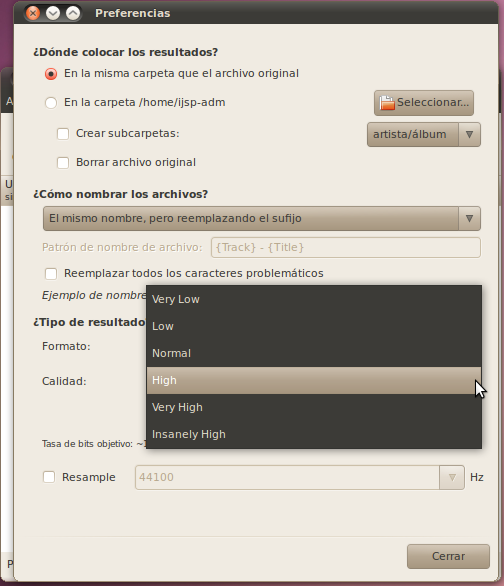 Preferencias
¿Dónde colocar los resultados?
En la misma carpeta que el archivo original
En la carpeta /home/ijsp-adm
Seleccionar...
Crear subcarpetas:
artista/álbum
Borrar archivo original
¿Cómo nombrar los archivos?
El mismo nombre, pero reemplazando el sufijo
Patrón de nombre de archivo:
{Track} - {Title}
Reemplazar todos los caracteres problemáticos
Ejemplo de nombre
¿Tipo de resultado
Very Low
Low
Formato:
Normal
Calidad:
High
Very High
Insanely High
Tasa de bits objetivo: ~1
Resample
44100
Hz
Cerrar